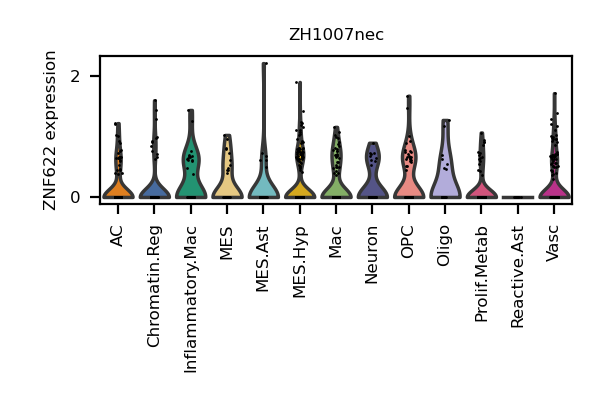 ZH1007nec
ZNF622 expression
2
0
AC
Chromatin.Reg
Inflammatory.Mac
MES
MES.Ast
MES.Hyp
Mac
Neuron
OPC
Oligo
Prolif.Metab
Reactive.Ast
Vasc